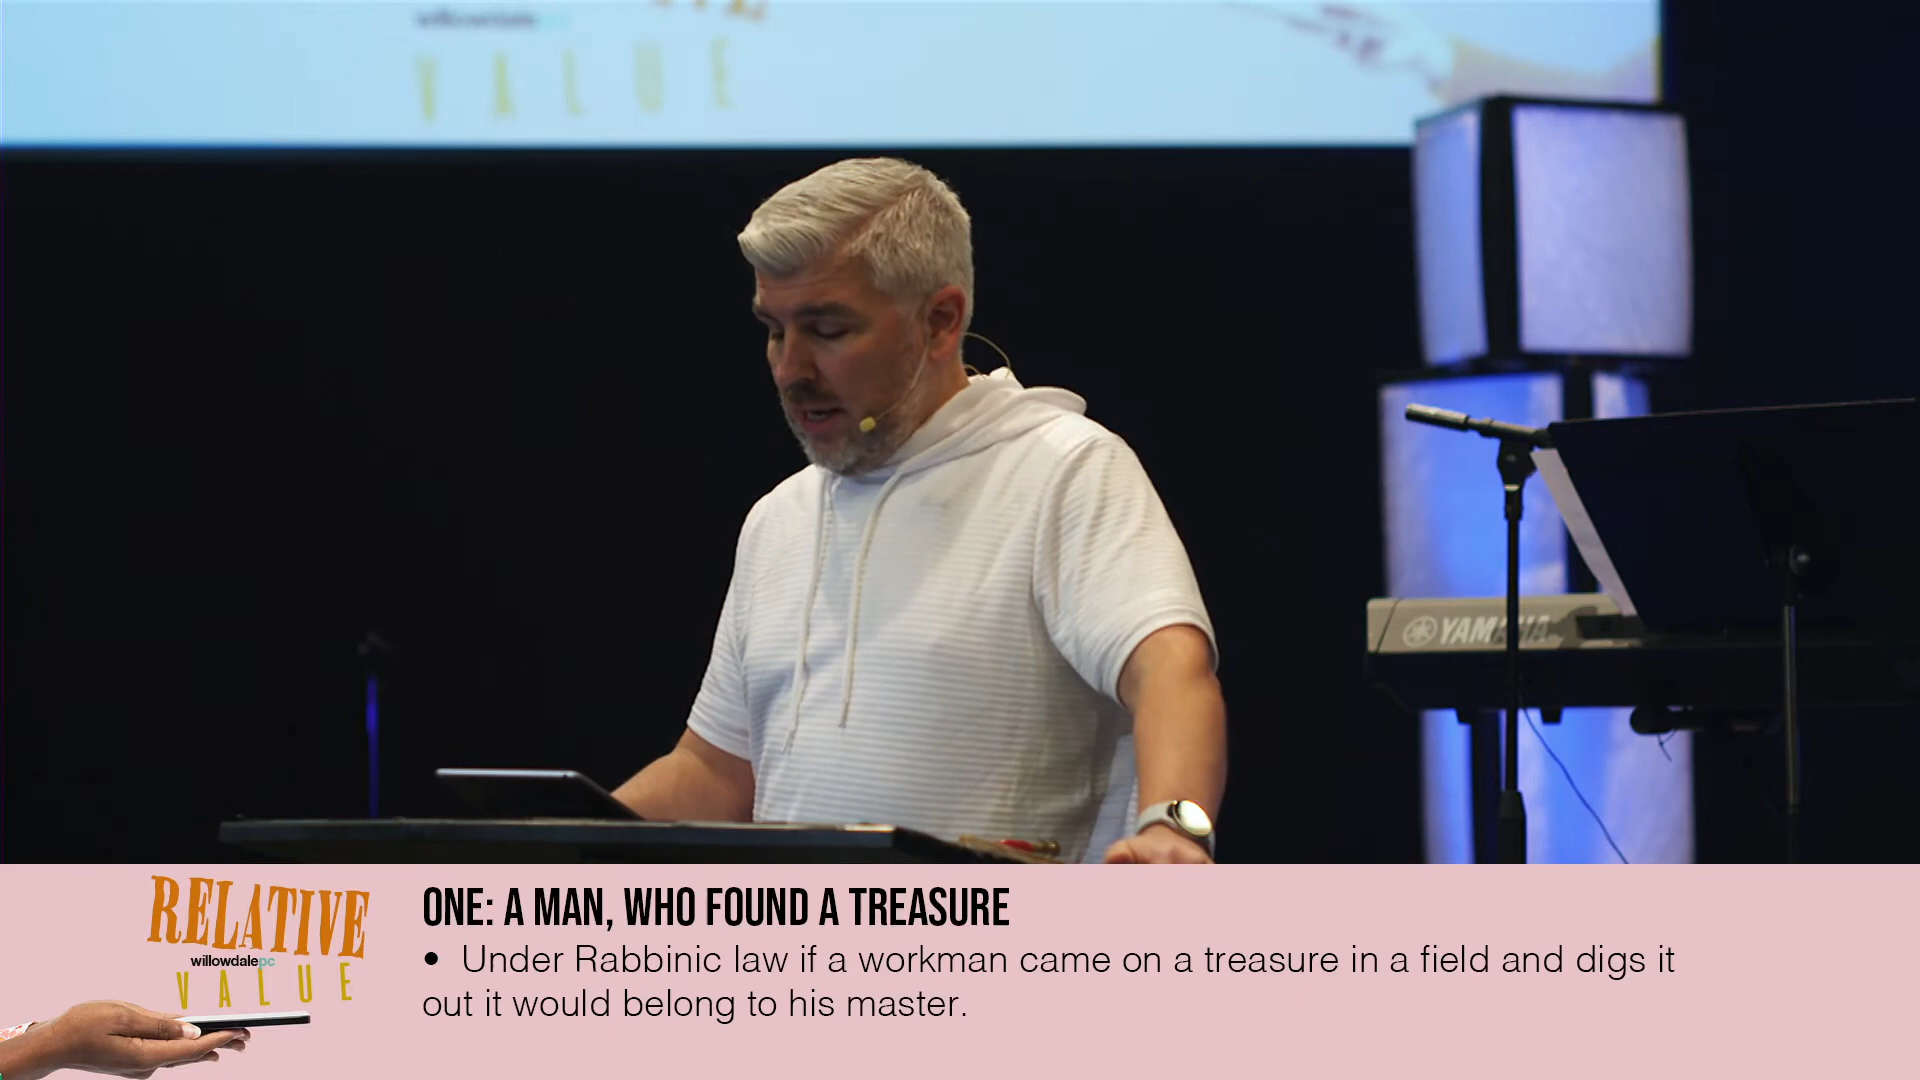 willowdalepc
VALUE
YAMAHA
RELATIVE
willowdalepc
VALUE
ONE: A MAN, WHO FOUND A TREASURE
• Under Rabbinic law if a workman came on a treasure in a field and digs it
out it would belong to his master.